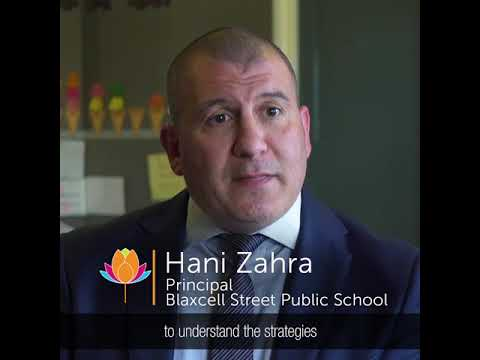 Hani Zahra
Principal
Blaxcell Street Public School
to understand the strategies